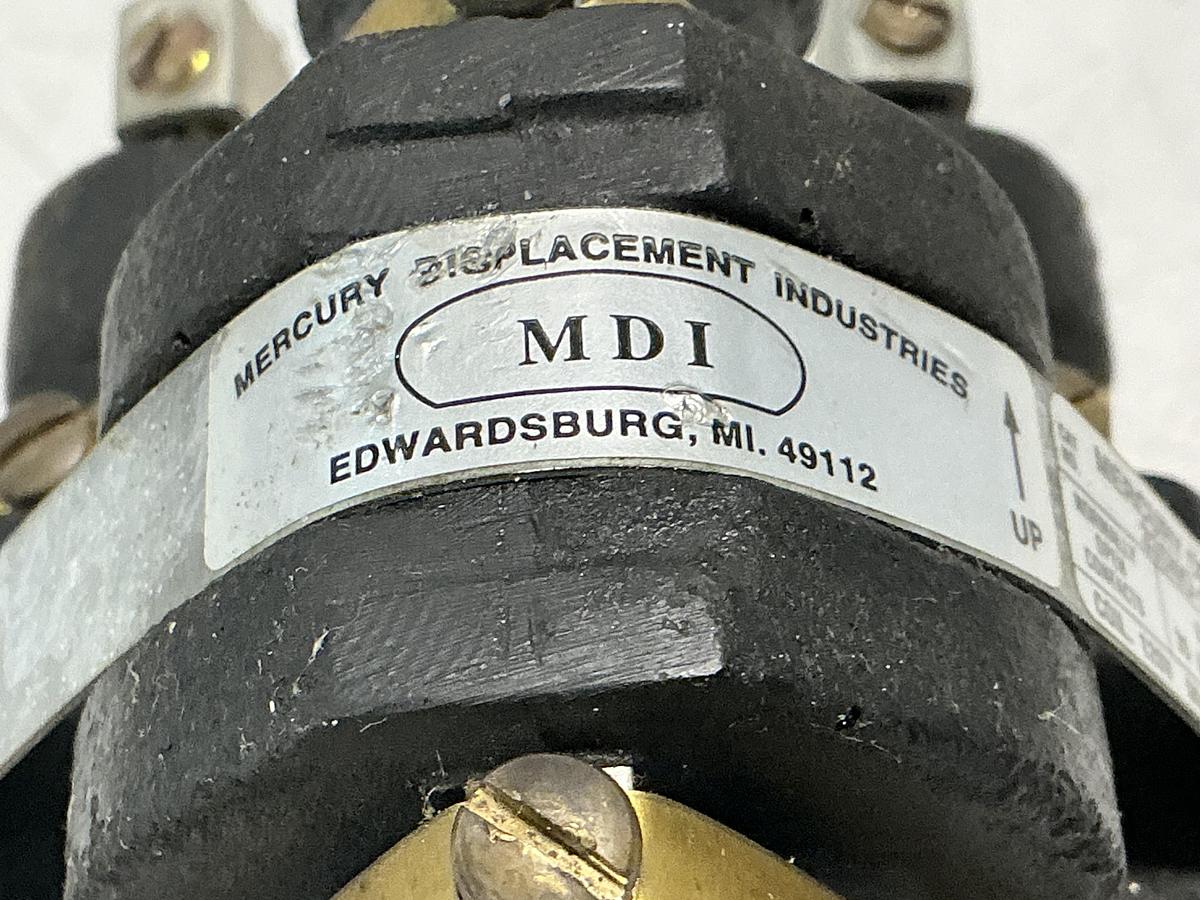 MERCURY DISPLACEMENT INDUSTRIES
MDI
EDWARDSBURG, MI. 49112
UP